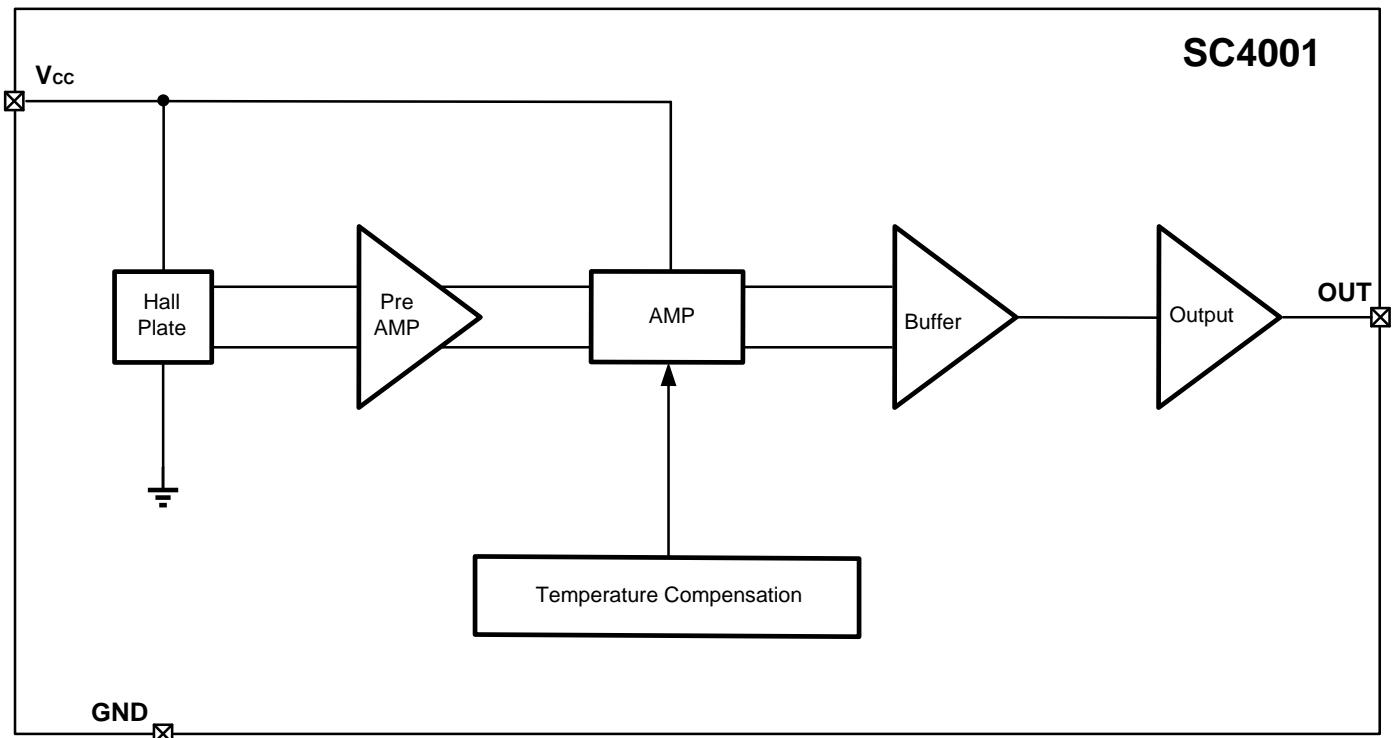 SC4001
Vcc
Hall
Plate
Pre
AMP
AMP
Buffer
Output
OUT
Temperature Compensation
GND